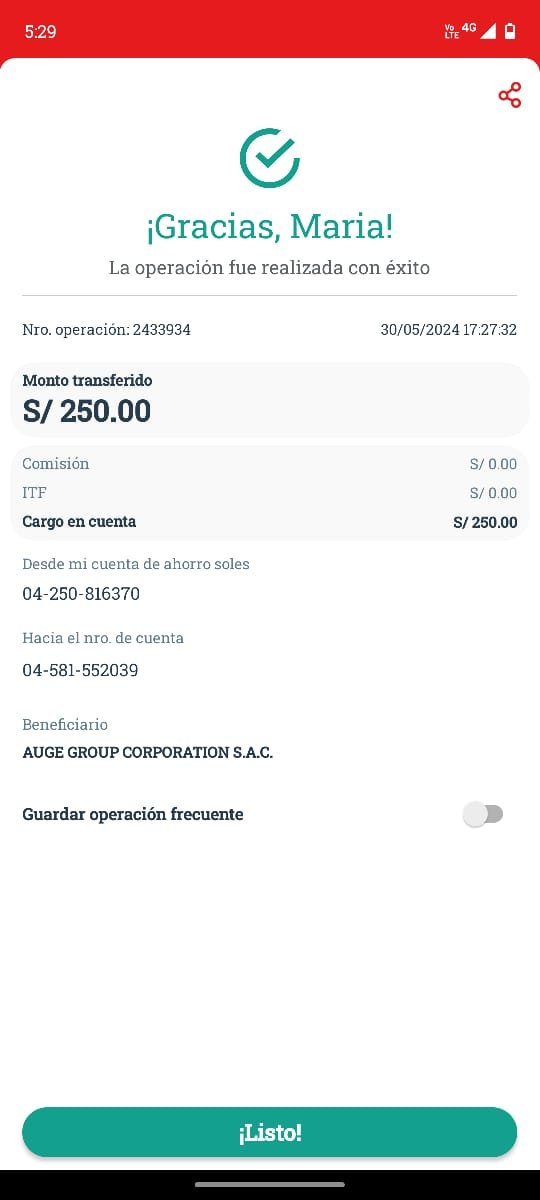 5:29
Vo LTE 4G
¡Gracias, Maria!
La operación fue realizada con éxito
Nro. operación: 2433934 30/05/2024 17:27:32
Monto transferido
S/ 250.00
Comisión S/ 0.00
ITF S/ 0.00
Cargo en cuenta S/ 250.00
Desde mi cuenta de ahorro soles
04-250-816370
Hacia el nro. de cuenta
04-581-552039
Beneficiario
AUGE GROUP CORPORATION S.A.C.
Guardar operación frecuente
¡Listo!